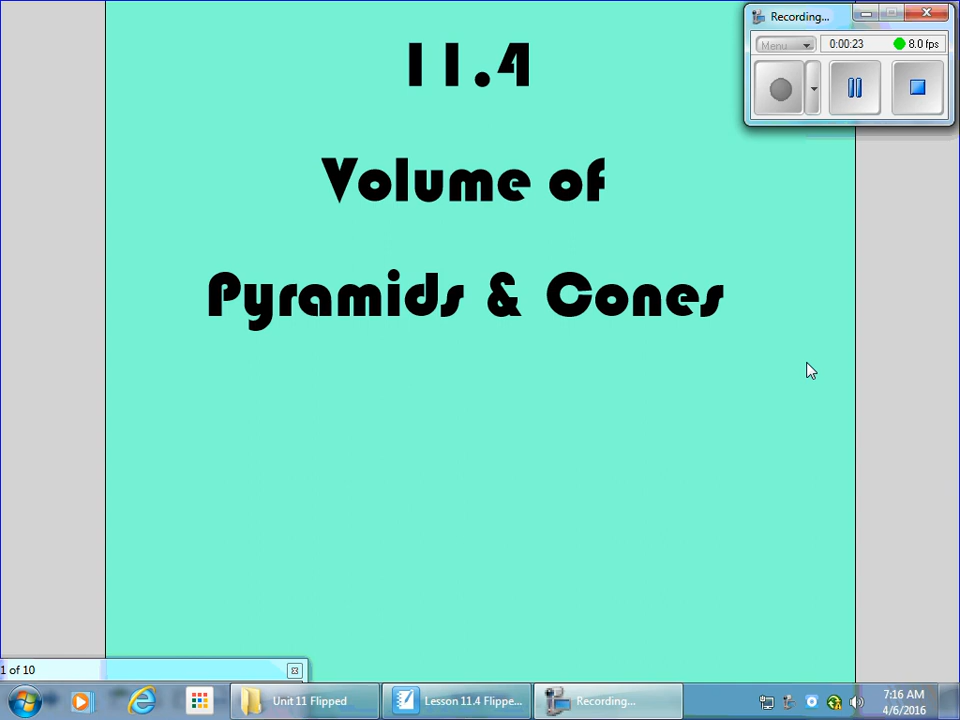 11.4
Volume of
Pyramids & Cones
Recording...
Menu
0:00:23
8.0 fps
1 of 10
Unit 11 Flipped
Lesson 11.4 Flippe...
Recording...
7:16 AM
4/6/2016